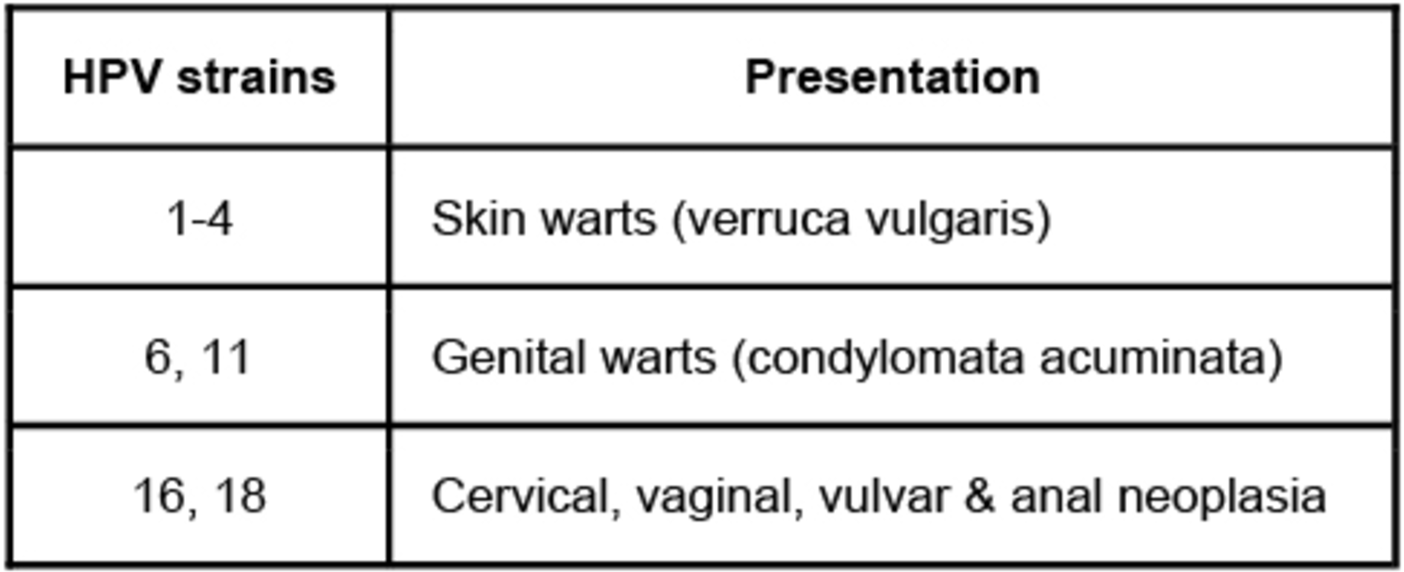 HPV strains Presentation
1-4 Skin warts (verruca vulgaris)
6, 11 Genital warts (condylomata acuminata)
16, 18 Cervical, vaginal, vulvar & anal neoplasia